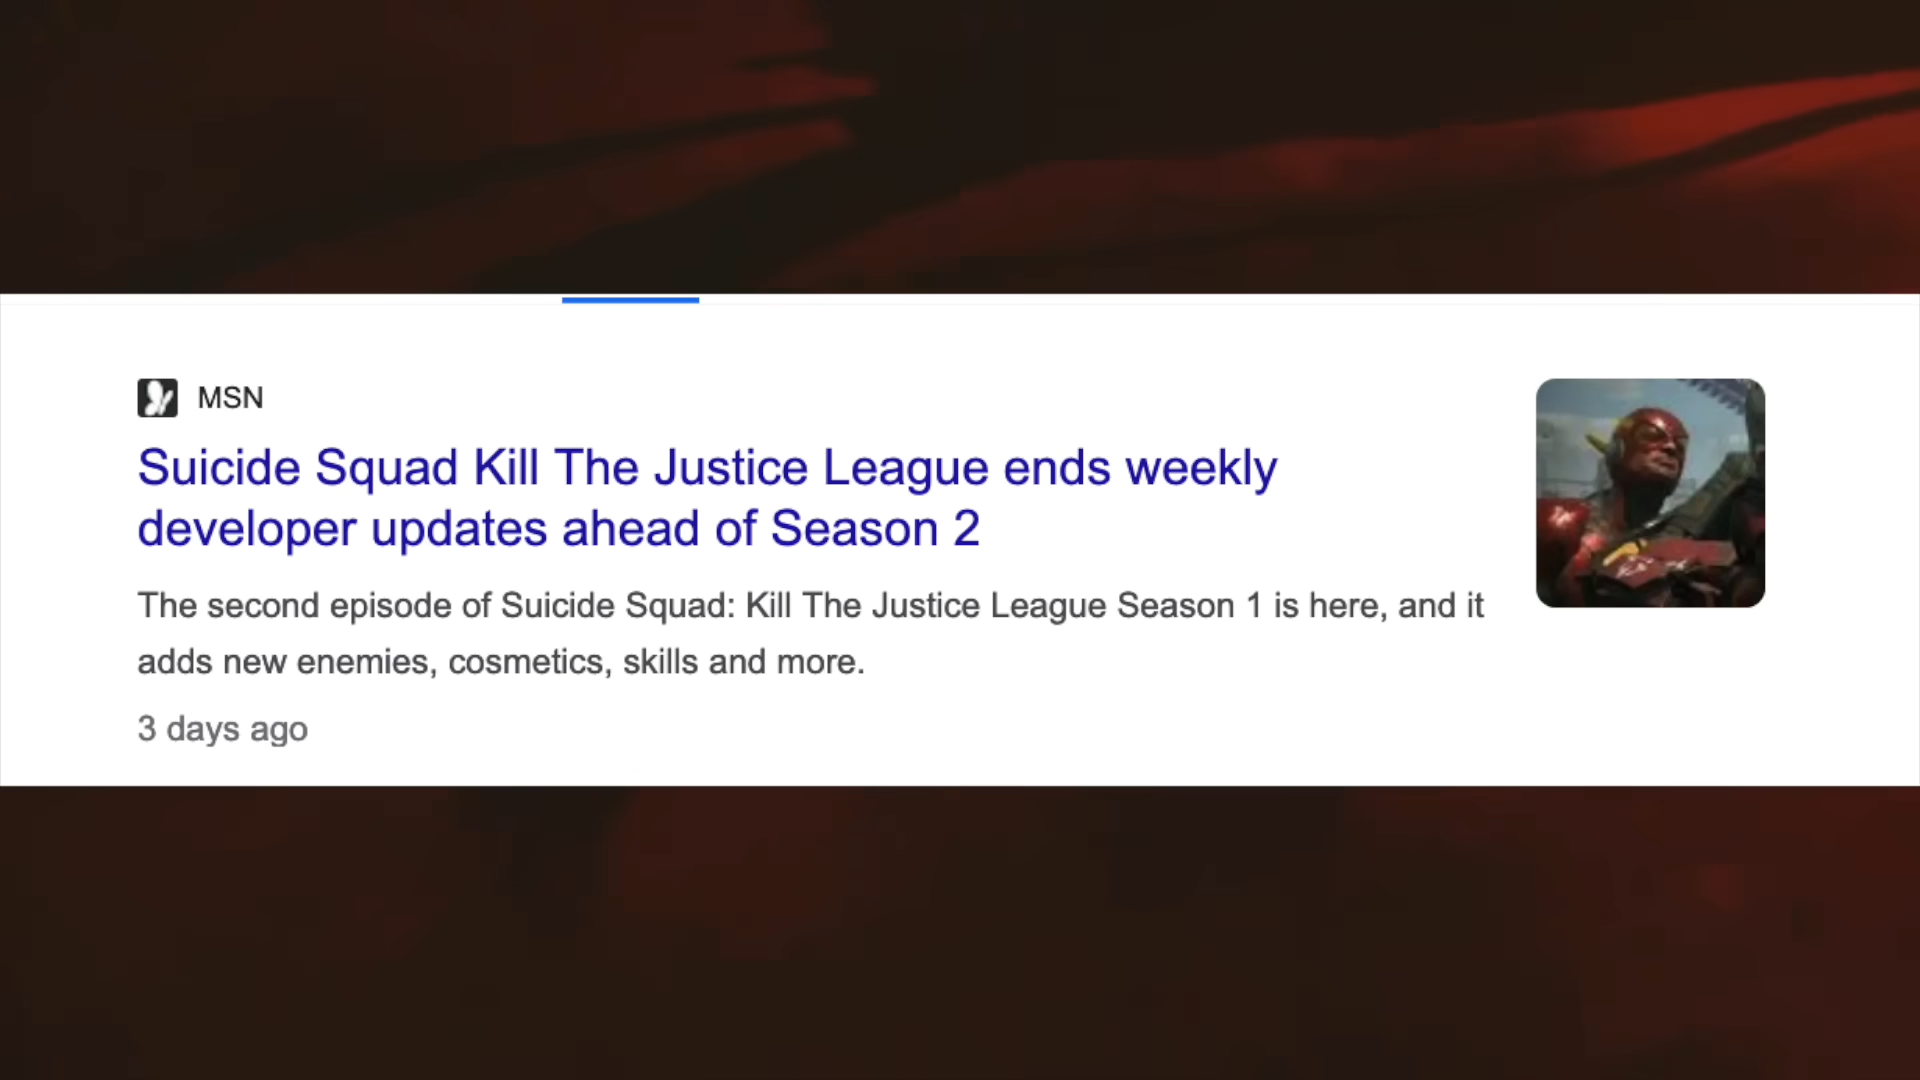 MSN
Suicide Squad Kill The Justice League ends weekly
developer updates ahead of Season 2
The second episode of Suicide Squad: Kill The Justice League Season 1 is here, and it
adds new enemies, cosmetics, skills and more.
3 days ago